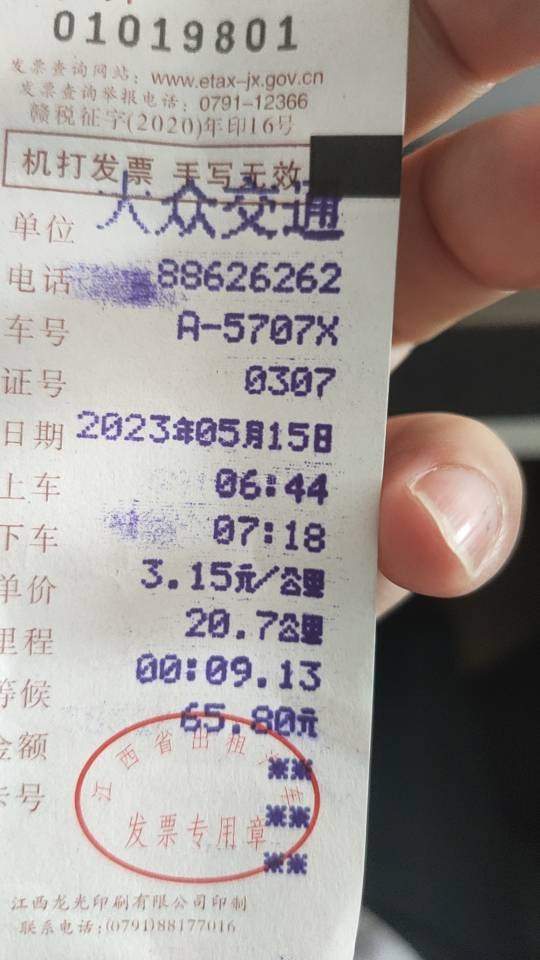 01019801
发票查询网站：www.etax-jx.gov.cn
发票查询举报电话：0791-12366
赣税征字(2020)年印16号
机打发票 手写无效
单位 大众交通
电话 88626262
车号 A-5707X
证号 0307
日期 2023年05月15日
上车 06:44
下车 07:18
单价 3.15元/公里
里程 20.7公里
等候 00:09.13
金额 65.80元
卡号 ※※
※※
※※
江西省出租汽车
发票专用章
江西龙光印刷有限公司印制
联系电话：(0791)88177016